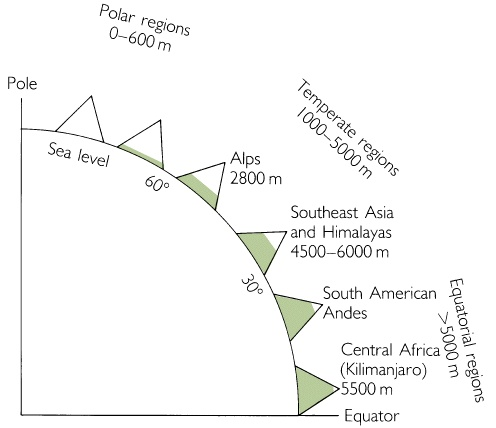 Polar regions
0–600 m
Pole
Temperate regions
1000–5000 m
Sea level
60°
Alps
2800 m
Southeast Asia
and Himalayas
4500–6000 m
30°
South American
Andes
Equatorial regions
>5000 m
Central Africa
(Kilimanjaro)
5500 m
Equator